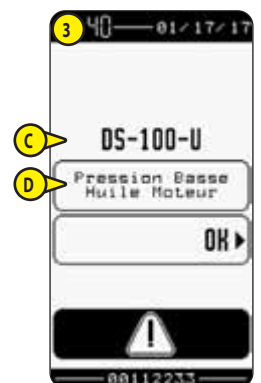 3 40 01/17/17
C DS-100-U
D Pression Basse
Huile Moteur
OK
00112233